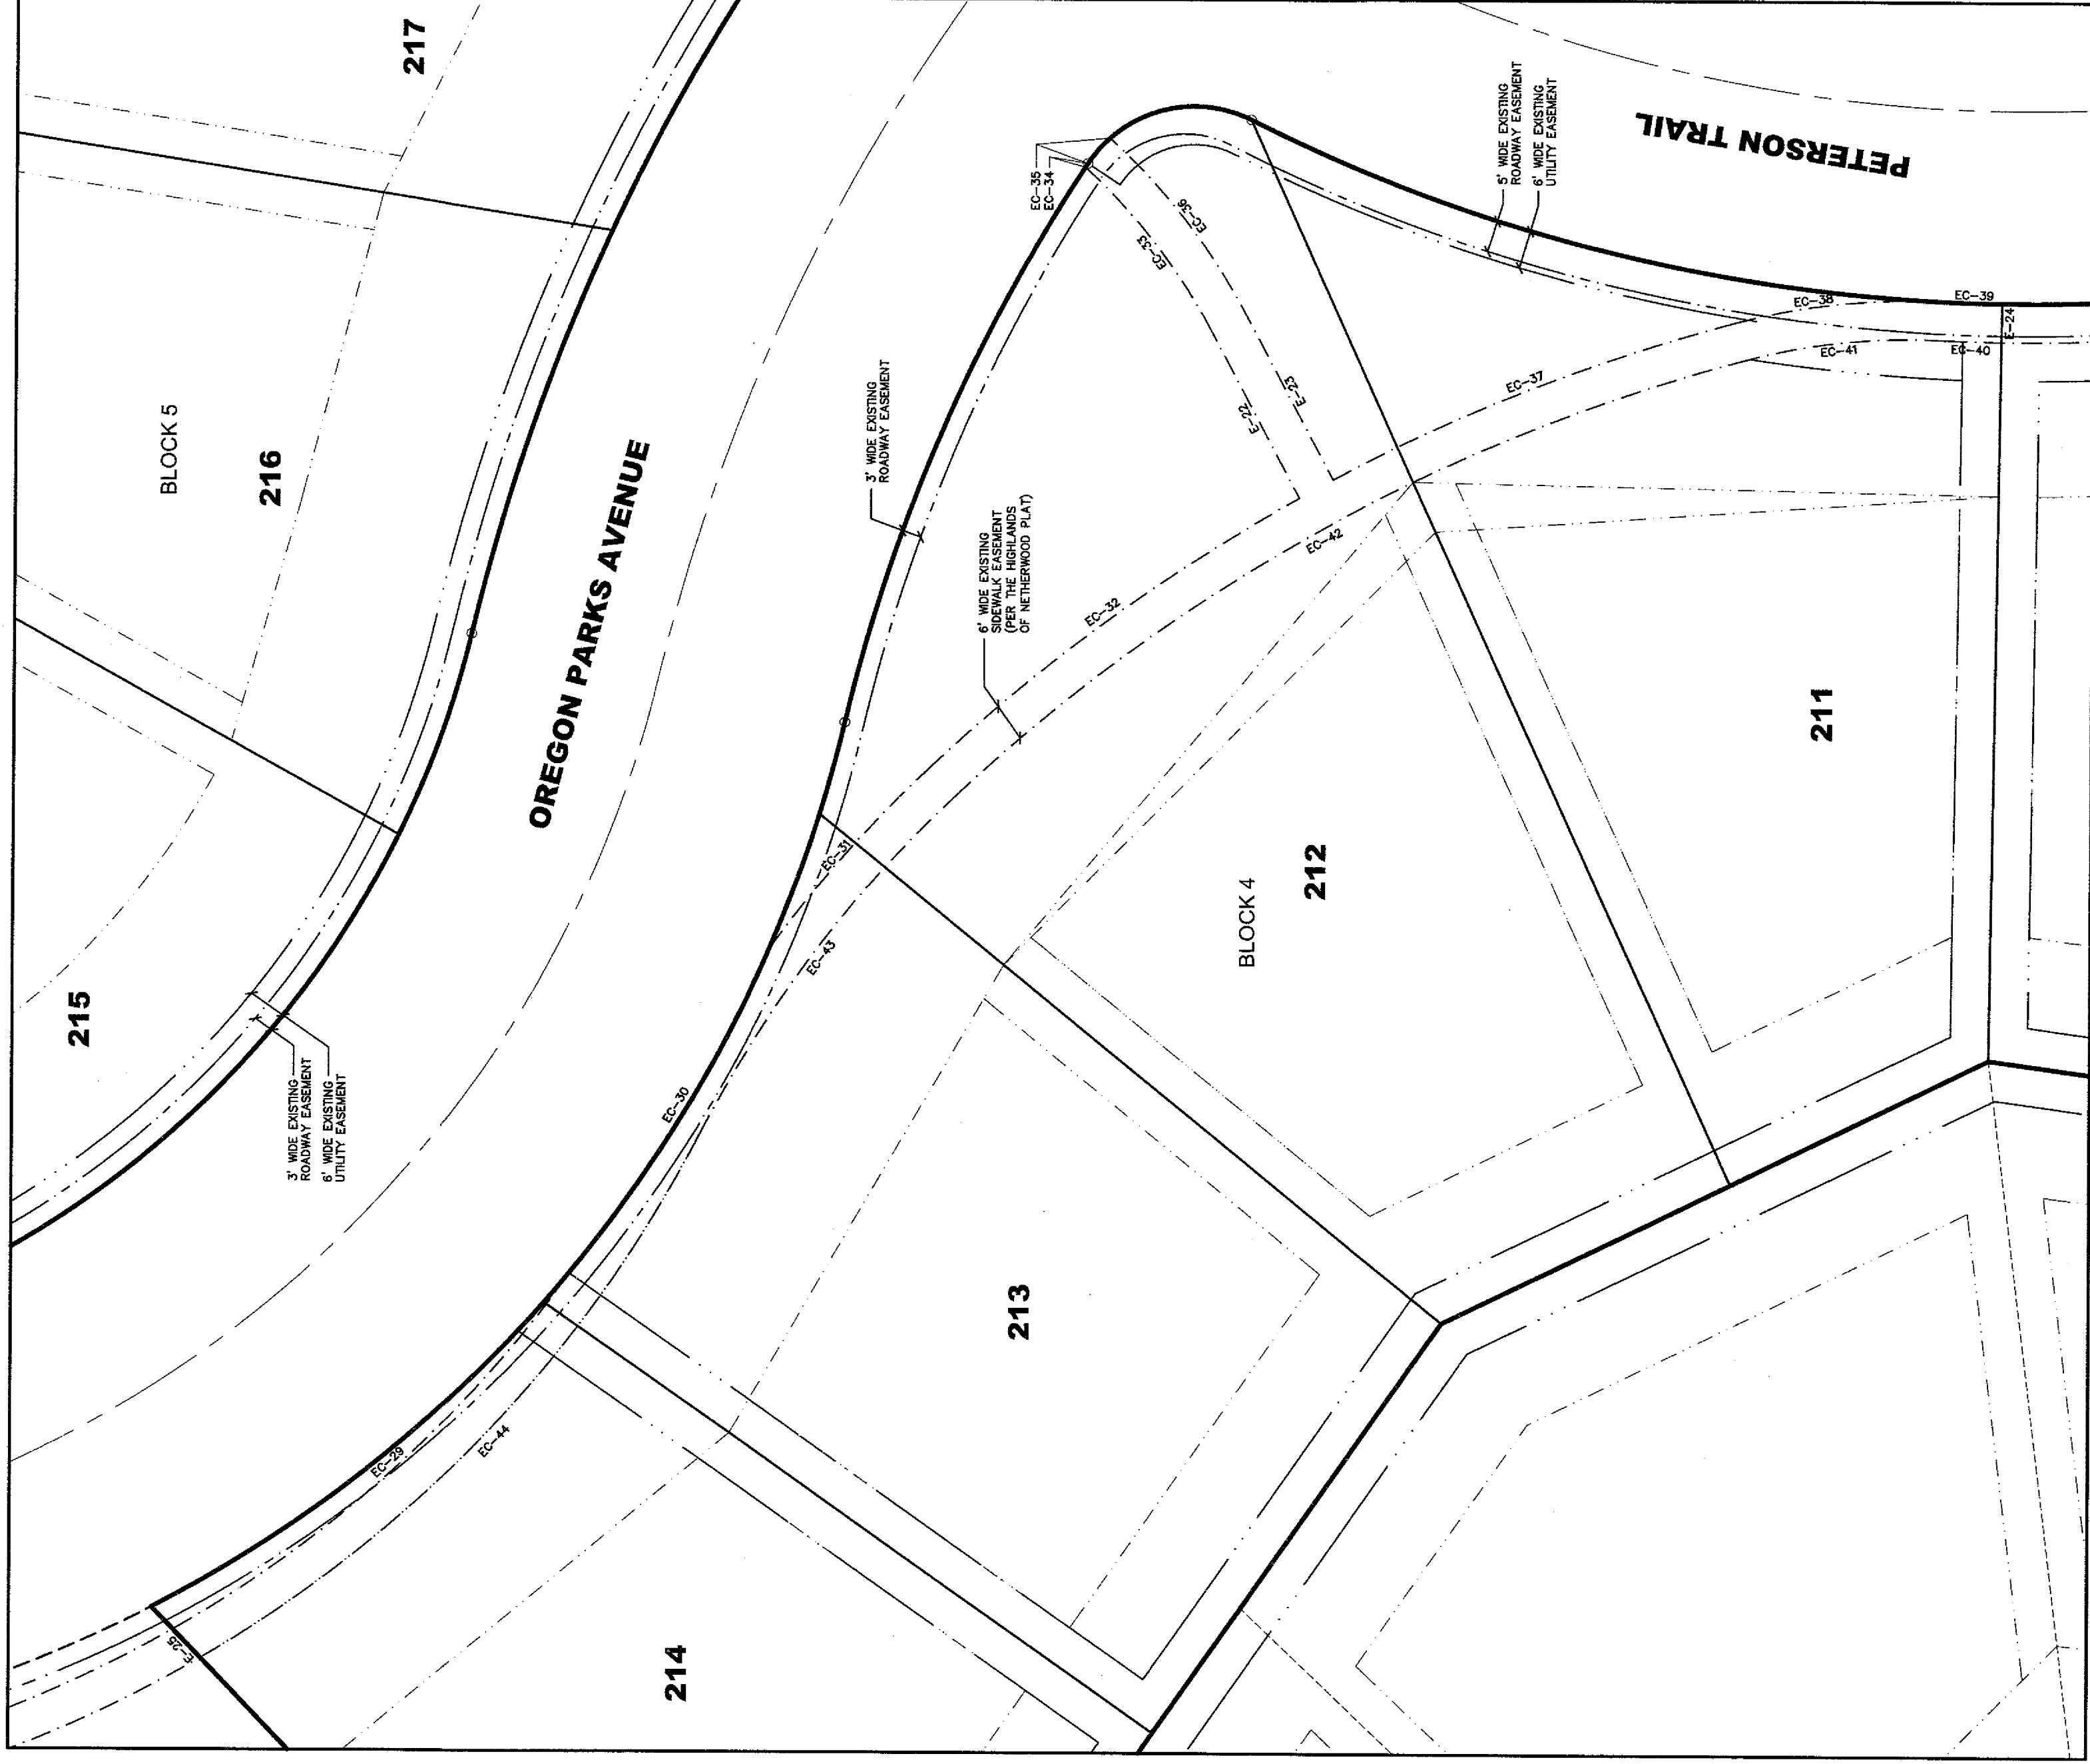 217
BLOCK 5
216
215
3' WIDE EXISTING
ROADWAY EASEMENT
6' WIDE EXISTING
UTILITY EASEMENT
OREGON PARKS AVENUE
3' WIDE EXISTING
ROADWAY EASEMENT
6' WIDE EXISTING
SIDEWALK EASEMENT
(PER THE HIGHLANDS
OF NETHERWOOD PLAT)
EC-35
EC-34
EC-33
EC-36
E-22
E-23
5' WIDE EXISTING
ROADWAY EASEMENT
6' WIDE EXISTING
UTILITY EASEMENT
PETERSON TRAIL
EC-38
EC-39
E-24
EC-41
EC-40
EC-37
EC-42
EC-32
EC-31
EC-43
EC-30
EC-29
EC-44
E-25
211
BLOCK 4
212
213
214